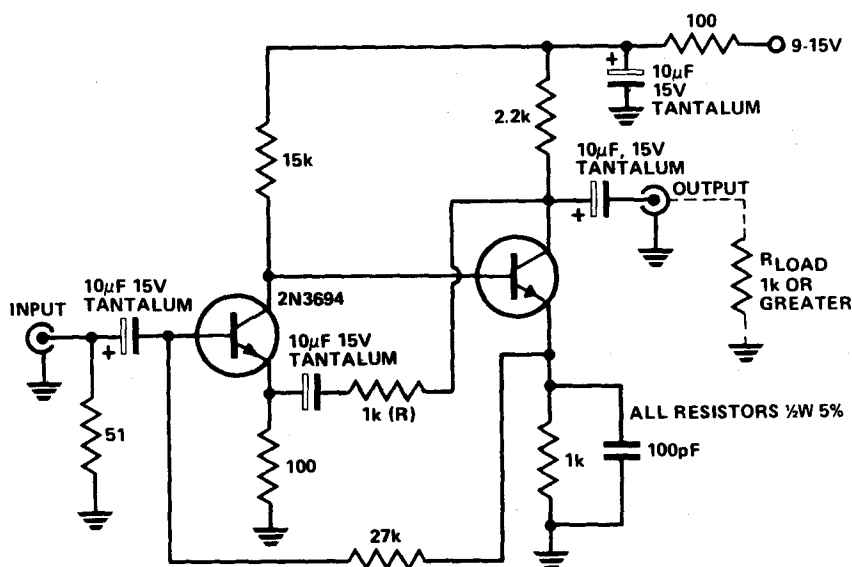 100
9-15V
+
10µF
15V
TANTALUM
2.2k
15k
10µF, 15V
TANTALUM
+
OUTPUT
RLOAD
1k OR
GREATER
10µF 15V
TANTALUM
INPUT
+
2N3694
10µF 15V
TANTALUM
1k (R)
51
100
ALL RESISTORS ½W 5%
1k
100pF
27k